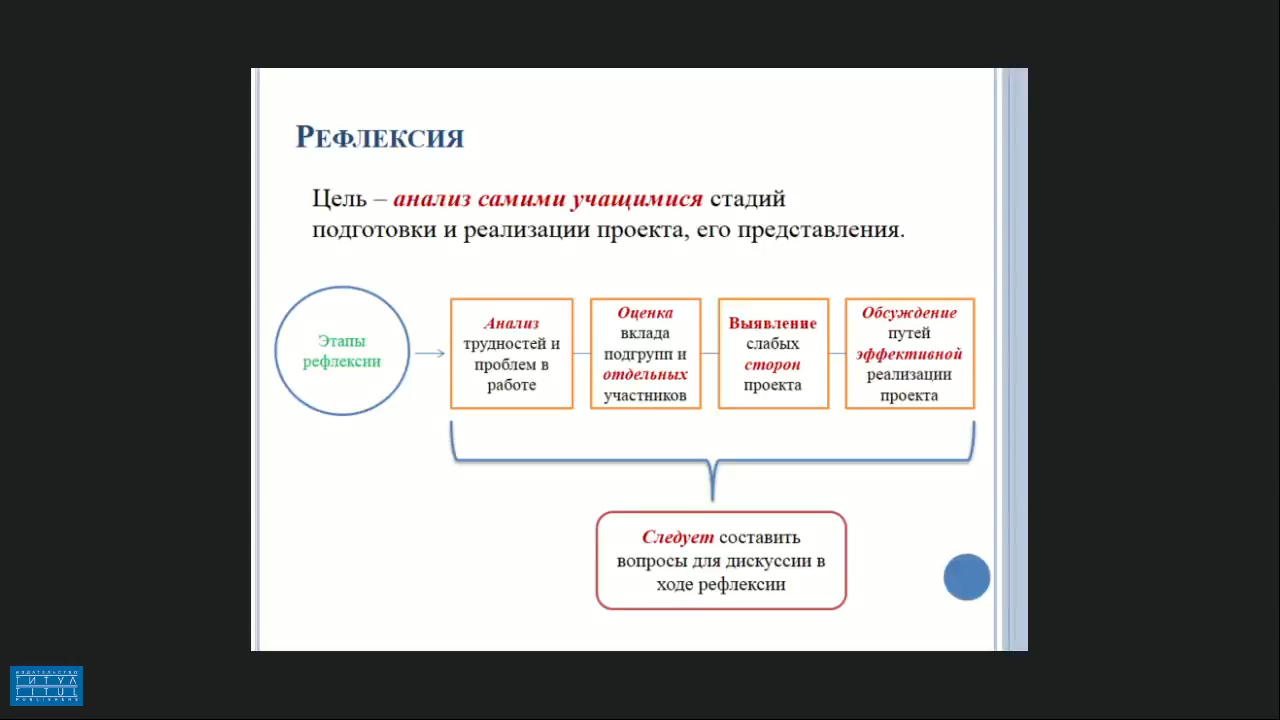 РЕФЛЕКСИЯ
Цель – анализ самими учащимися стадий
подготовки и реализации проекта, его представления.
Этапы
рефлексии
Анализ
трудностей и
проблем в
работе
Оценка
вклада
подгрупп и
отдельных
участников
Выявление
слабых
сторон
проекта
Обсуждение
путей
эффективной
реализации
проекта
Следует составить
вопросы для дискуссии в
ходе рефлексии
ИЗДАТЕЛЬСТВО
ТИТУЛ
TITUL
PUBLISHERS